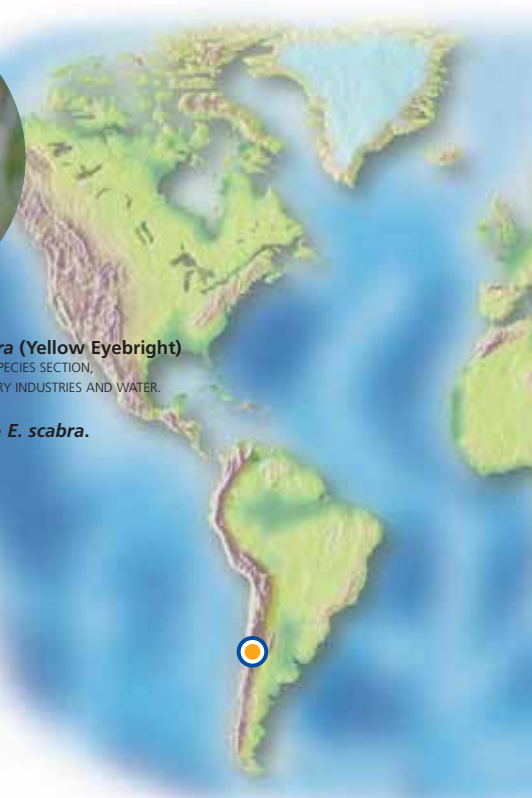 ra (Yellow Eyebright)
PECIES SECTION,
RY INDUSTRIES AND WATER.
E. scabra.